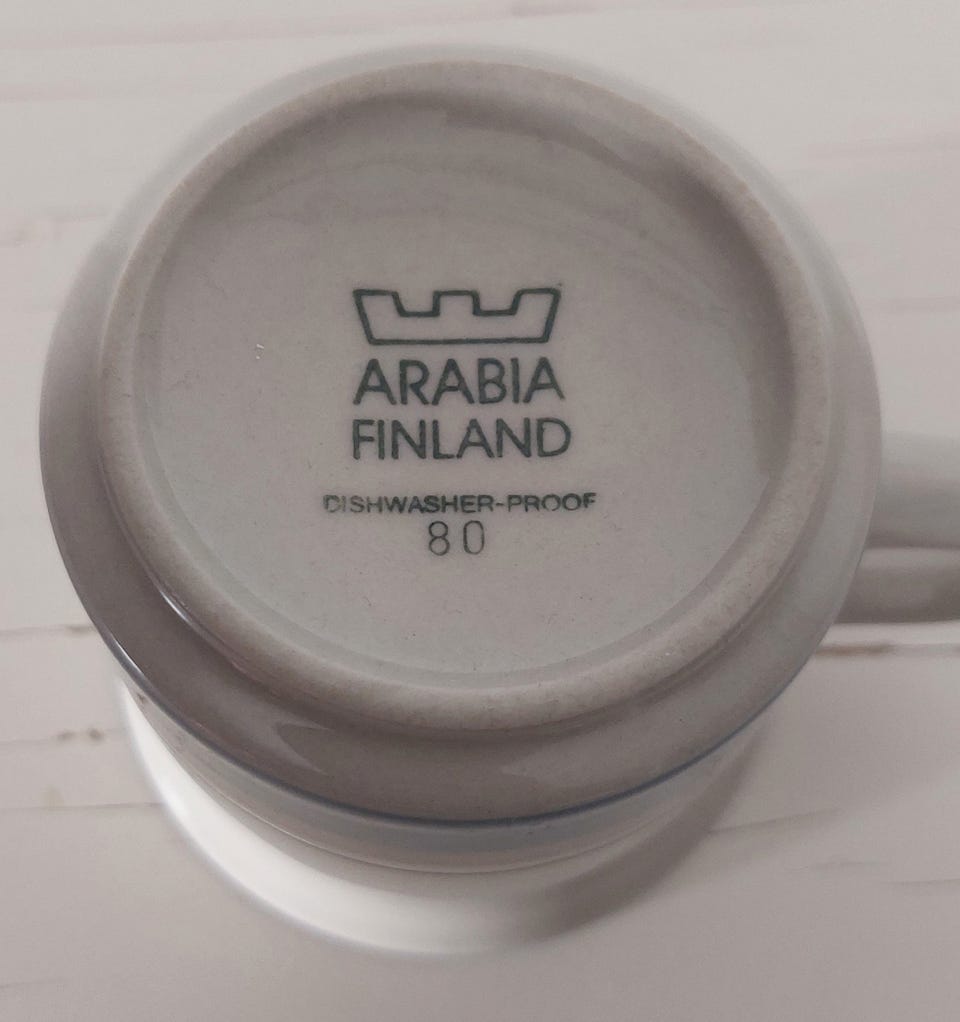 ARABIA
FINLAND
DISHWASHER-PROOF
80